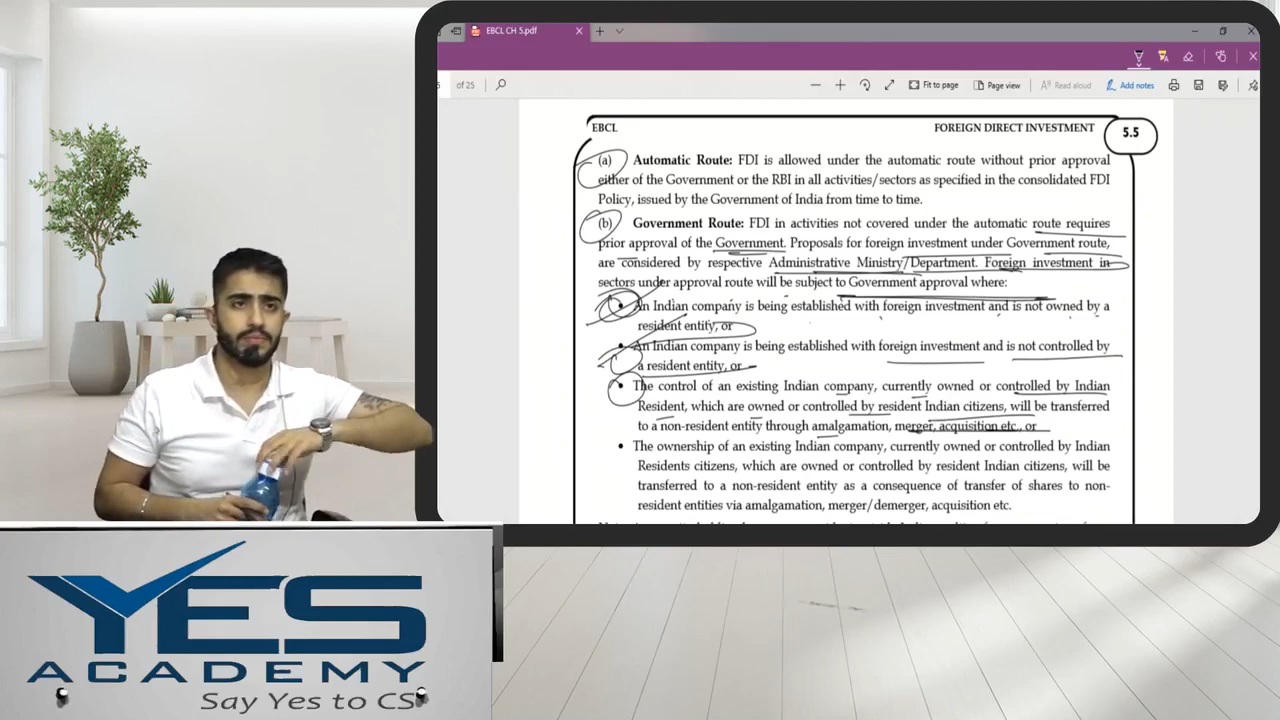 EBCL CH 5.pdf
of 25
Fit to page
Page view
Read aloud
Add notes
EBCL FOREIGN DIRECT INVESTMENT 5.5
(a) Automatic Route: FDI is allowed under the automatic route without prior approval
either of the Government or the RBI in all activities/sectors as specified in the consolidated FDI
Policy, issued by the Government of India from time to time.
(b) Government Route: FDI in activities not covered under the automatic route requires
prior approval of the Government. Proposals for foreign investment under Government route,
are considered by respective Administrative Ministry/Department. Foreign investment in
sectors under approval route will be subject to Government approval where:
• An Indian company is being established with foreign investment and is not owned by a
resident entity, or
• An Indian company is being established with foreign investment and is not controlled by
a resident entity, or
• The control of an existing Indian company, currently owned or controlled by Indian
Resident, which are owned or controlled by resident Indian citizens, will be transferred
to a non-resident entity through amalgamation, merger, acquisition etc., or
• The ownership of an existing Indian company, currently owned or controlled by Indian
Residents citizens, which are owned or controlled by resident Indian citizens, will be
transferred to a non-resident entity as a consequence of transfer of shares to non-
resident entities via amalgamation, merger/demerger, acquisition etc.
YES
ACADEMY
Say Yes to CS